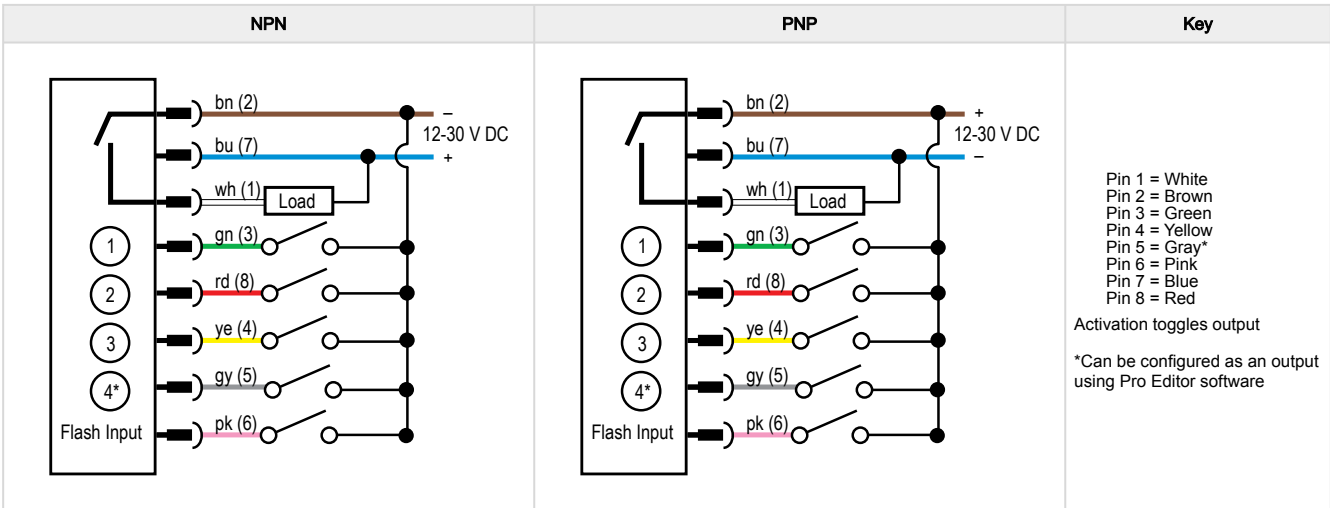 NPN
PNP
Key
bn (2)
–
12-30 V DC
bu (7)
+
wh (1)
Load
1
gn (3)
2
rd (8)
3
ye (4)
4*
gy (5)
Flash Input
pk (6)
bn (2)
+
12-30 V DC
bu (7)
–
wh (1)
Load
1
gn (3)
2
rd (8)
3
ye (4)
4*
gy (5)
Flash Input
pk (6)
Pin 1 = White
Pin 2 = Brown
Pin 3 = Green
Pin 4 = Yellow
Pin 5 = Gray*
Pin 6 = Pink
Pin 7 = Blue
Pin 8 = Red
Activation toggles output
*Can be configured as an output
using Pro Editor software